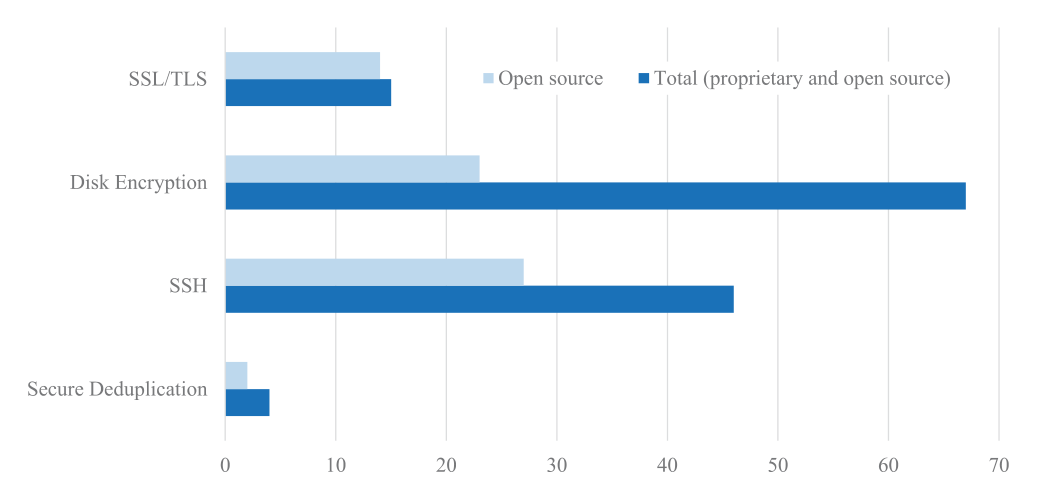 SSL/TLS
Open source
Total (proprietary and open source)
Disk Encryption
SSH
Secure Deduplication
0 10 20 30 40 50 60 70